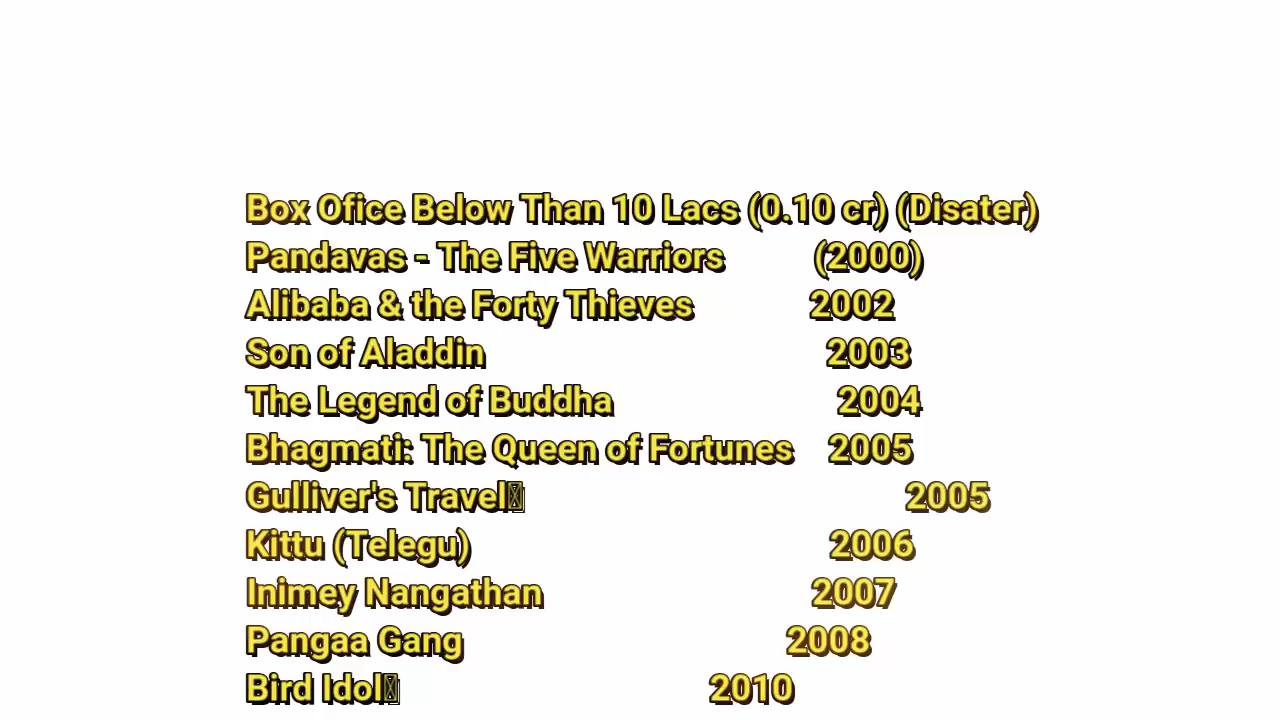 Box Ofice Below Than 10 Lacs (0.10 cr) (Disater)
Pandavas - The Five Warriors (2000)
Alibaba & the Forty Thieves 2002
Son of Aladdin 2003
The Legend of Buddha 2004
Bhagmati: The Queen of Fortunes 2005
Gulliver's Travel 2005
Kittu (Telegu) 2006
Inimey Nangathan 2007
Pangaa Gang 2008
Bird Idol 2010